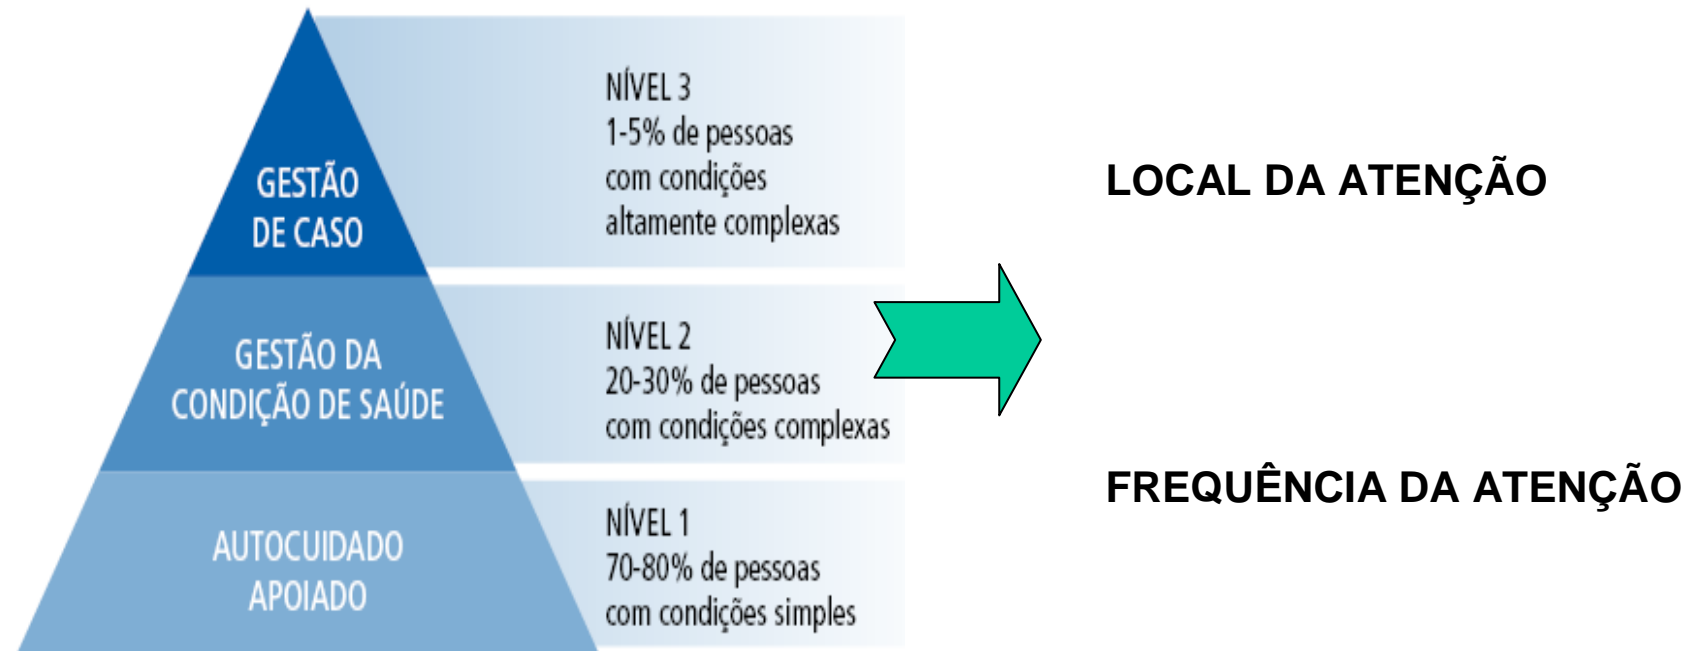 GESTÃO
DE CASO
NÍVEL 3
1-5% de pessoas
com condições
altamente complexas
GESTÃO DA
CONDIÇÃO DE SAÚDE
NÍVEL 2
20-30% de pessoas
com condições complexas
AUTOCUIDADO
APOIADO
NÍVEL 1
70-80% de pessoas
com condições simples
LOCAL DA ATENÇÃO
FREQUÊNCIA DA ATENÇÃO